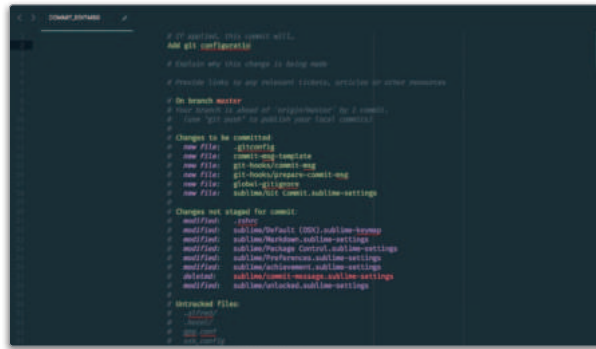 COMMIT_EDITMSG
# If applied, this commit will,
Add git configuratio
# Explain why this change is being made
# Provide links to any relevant tickets, articles or other resources
# On branch master
# Your branch is ahead of 'origin/master' by 1 commit.
#   (use "git push" to publish your local commits)
#
# Changes to be committed:
#   new file:   .gitconfig
#   new file:   commit-msg-template
#   new file:   git-hooks/commit-msg
#   new file:   git-hooks/prepare-commit-msg
#   new file:   global-gitignore
#   new file:   sublime/Git Commit.sublime-settings
#
# Changes not staged for commit:
#   modified:   .zshrc
#   modified:   sublime/Default (OSX).sublime-keymap
#   modified:   sublime/Markdown.sublime-settings
#   modified:   sublime/Package Control.sublime-settings
#   modified:   sublime/Preferences.sublime-settings
#   modified:   sublime/achievement.sublime-settings
#   deleted:    sublime/commit-message.sublime-settings
#   modified:   sublime/unlocked.sublime-settings
#
# Untracked files: